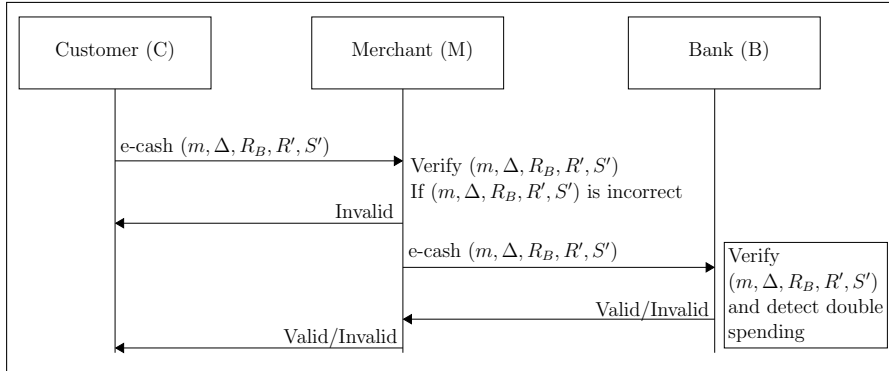 Customer (C)
Merchant (M)
Bank (B)
e-cash (m, Δ, R_B, R′, S′)
Verify (m, Δ, R_B, R′, S′)
If (m, Δ, R_B, R′, S′) is incorrect
Invalid
e-cash (m, Δ, R_B, R′, S′)
Verify
(m, Δ, R_B, R′, S′)
and detect double
spending
Valid/Invalid
Valid/Invalid